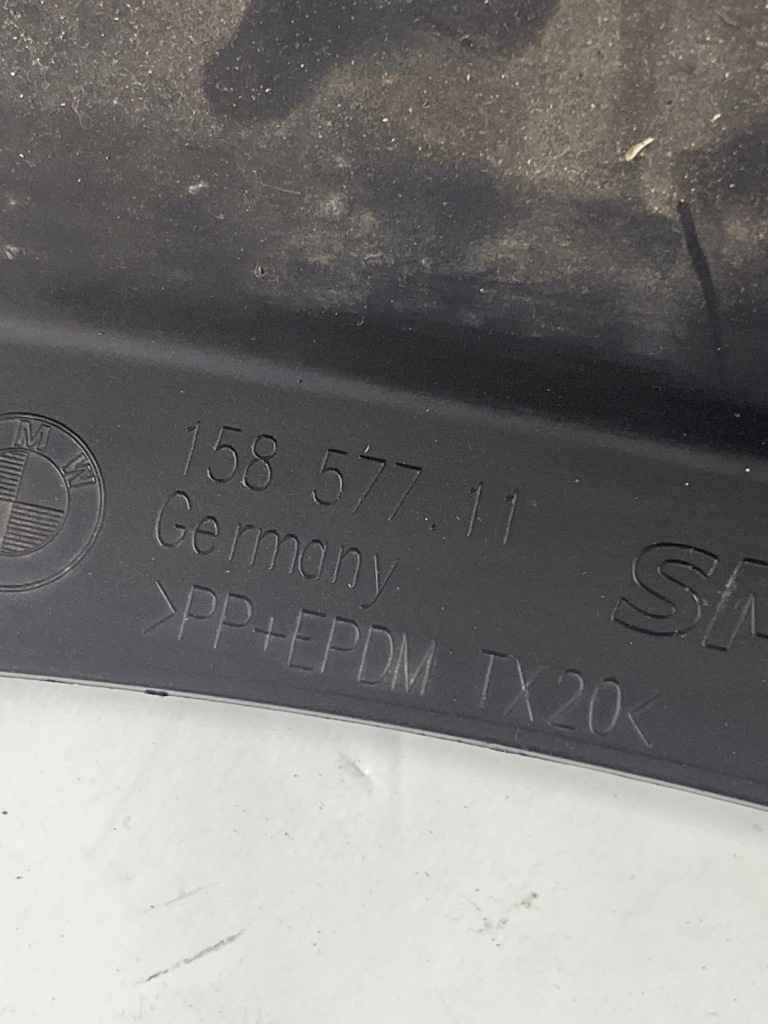 BMW
158 577.11
Germany
>PP+EPDM TX20<